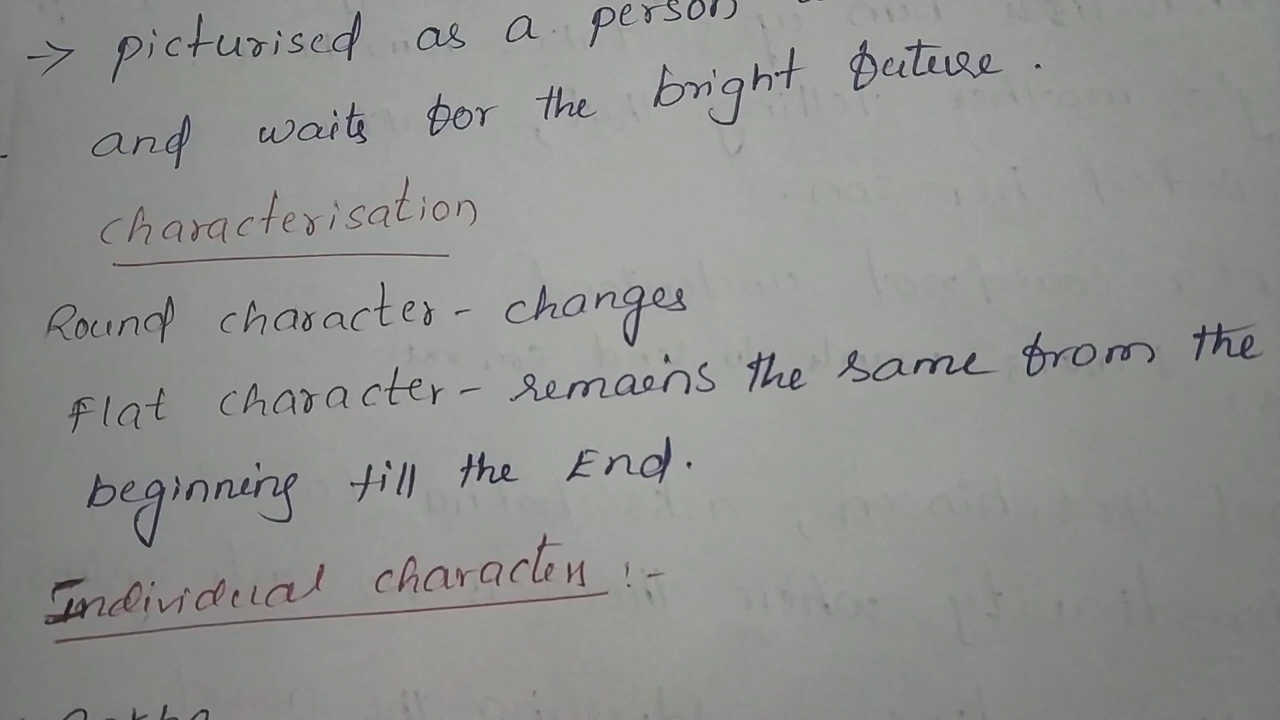 → picturised as a person
and waits for the bright future.
characterisation
Round character - changes
Flat character - remains the same from the
beginning till the End.
Individual character :-